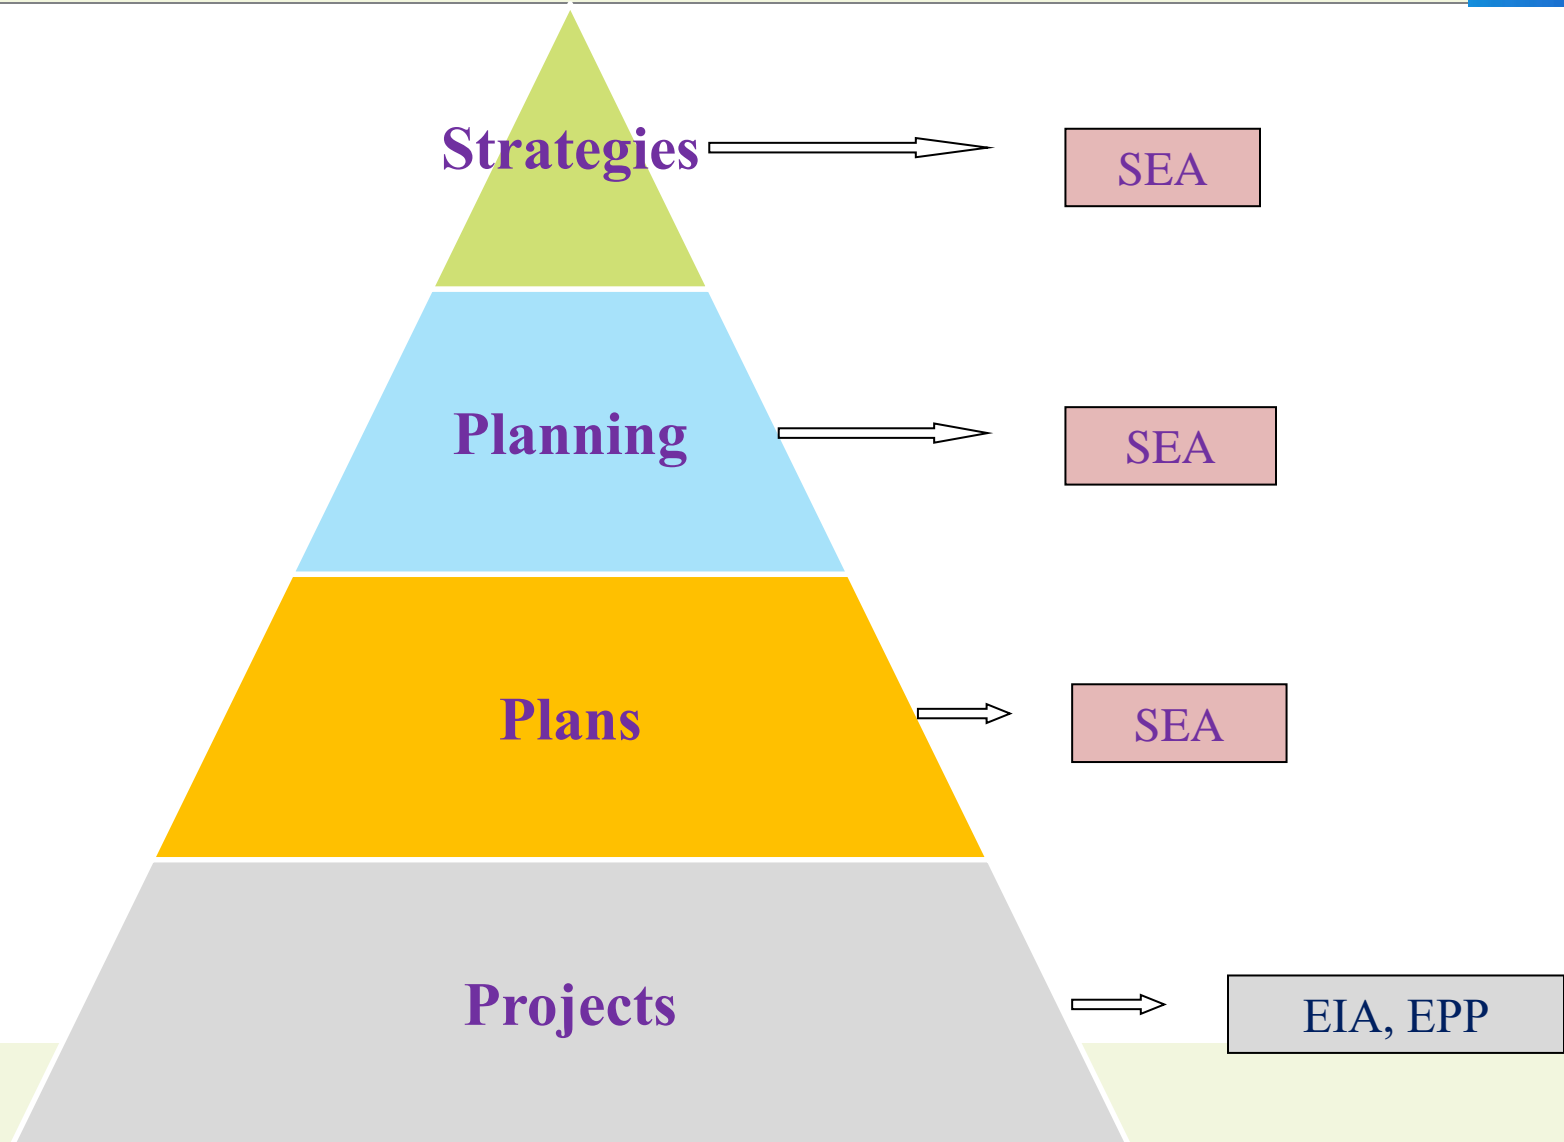 Strategies
SEA
Planning
SEA
Plans
SEA
Projects
EIA, EPP